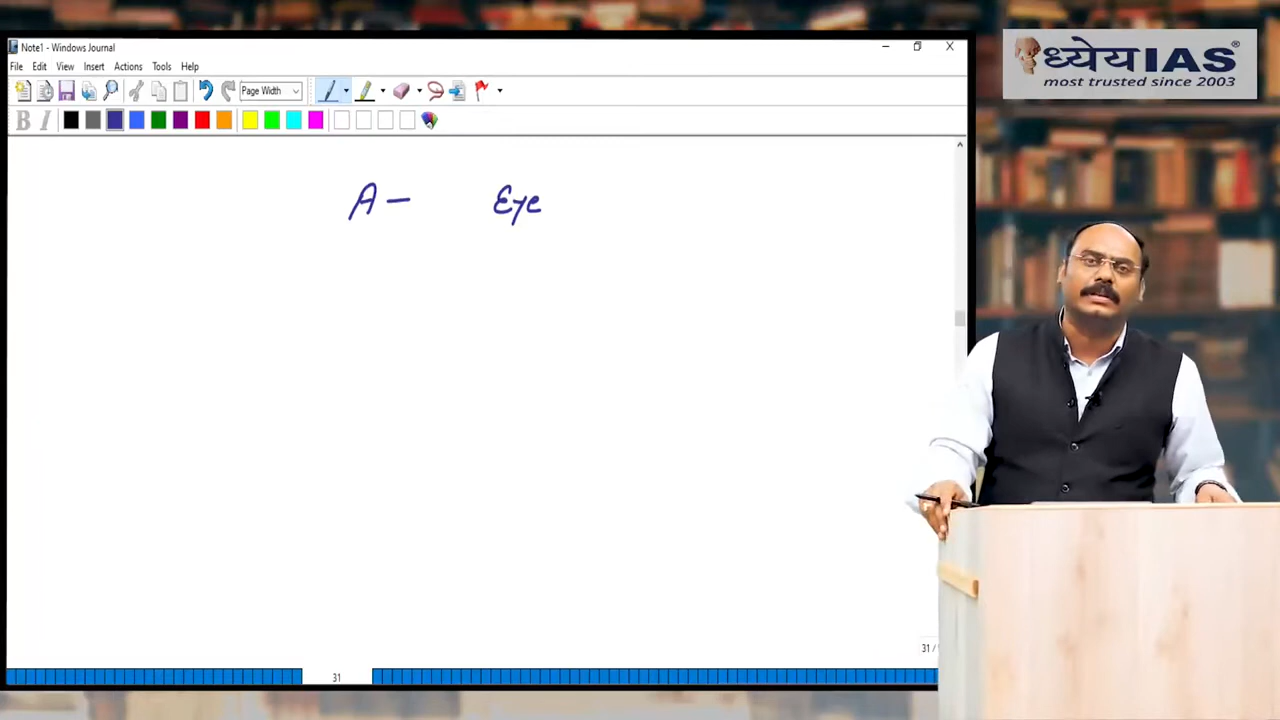 Note1 - Windows Journal
File Edit View Insert Actions Tools Help
Page Width
B I
A - Eye
31 /
31
ध्येय IAS®
most trusted since 2003